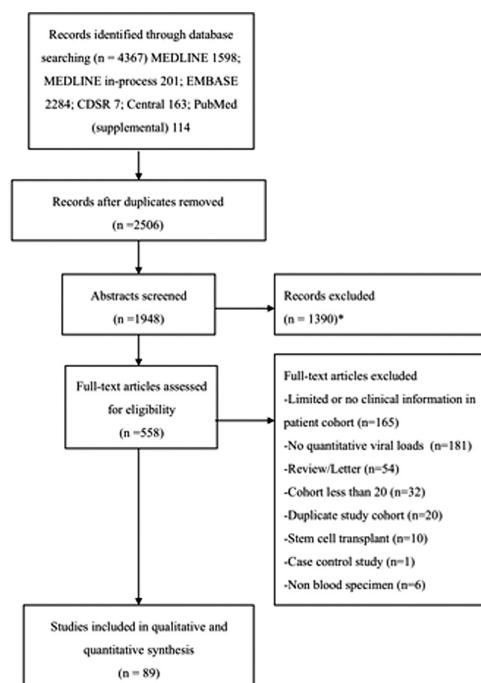 Records identified through database
searching (n = 4367) MEDLINE 1598;
MEDLINE in-process 201; EMBASE
2284; CDSR 7; Central 163; PubMed
(supplemental) 114
Records after duplicates removed
(n =2506)
Abstracts screened
(n =1948)
Records excluded
(n = 1390)*
Full-text articles assessed
for eligibility
(n =558)
Full-text articles excluded
-Limited or no clinical information in
patient cohort (n=165)
-No quantitative viral loads (n=181)
-Review/Letter (n=54)
-Cohort less than 20 (n=32)
-Duplicate study cohort (n=20)
-Stem cell transplant (n=10)
-Case control study (n=1)
-Non blood specimen (n=6)
Studies included in qualitative and
quantitative synthesis
(n = 89)